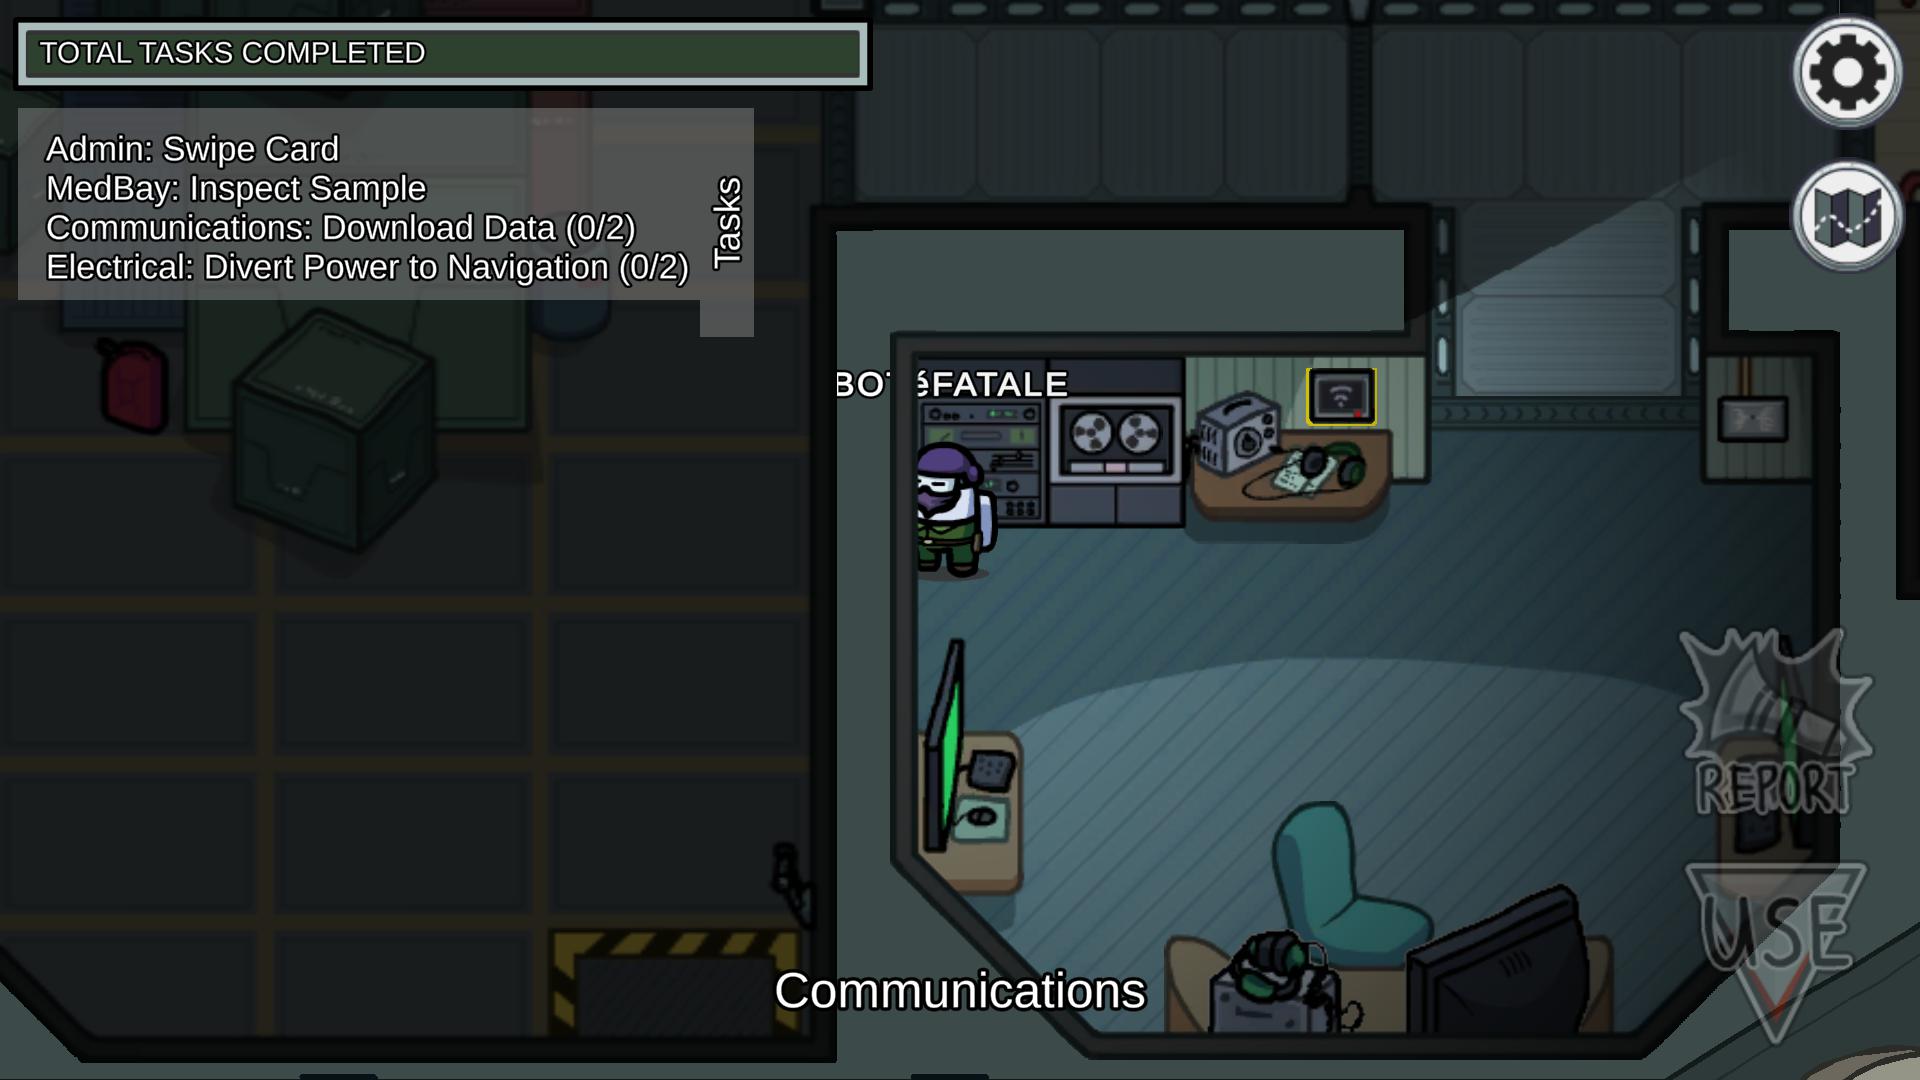 TOTAL TASKS COMPLETED
Admin: Swipe Card
MedBay: Inspect Sample
Communications: Download Data (0/2)
Electrical: Divert Power to Navigation (0/2)
Tasks
éFATALE
REPORT
USE
Communications